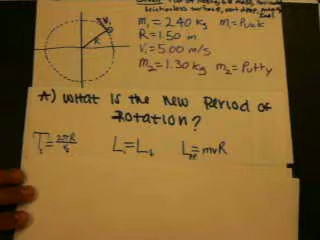 V₁
R
m₁ = 2.40 kg m₁ = Puck
R = 1.50 m
V₁ = 5.00 m/s
m₂ = 1.30 kg m₂ = Putty
A) What is the new Period of
Rotation?
T₁ = 2πR/V₁ L₁ = L₂ L = mvR